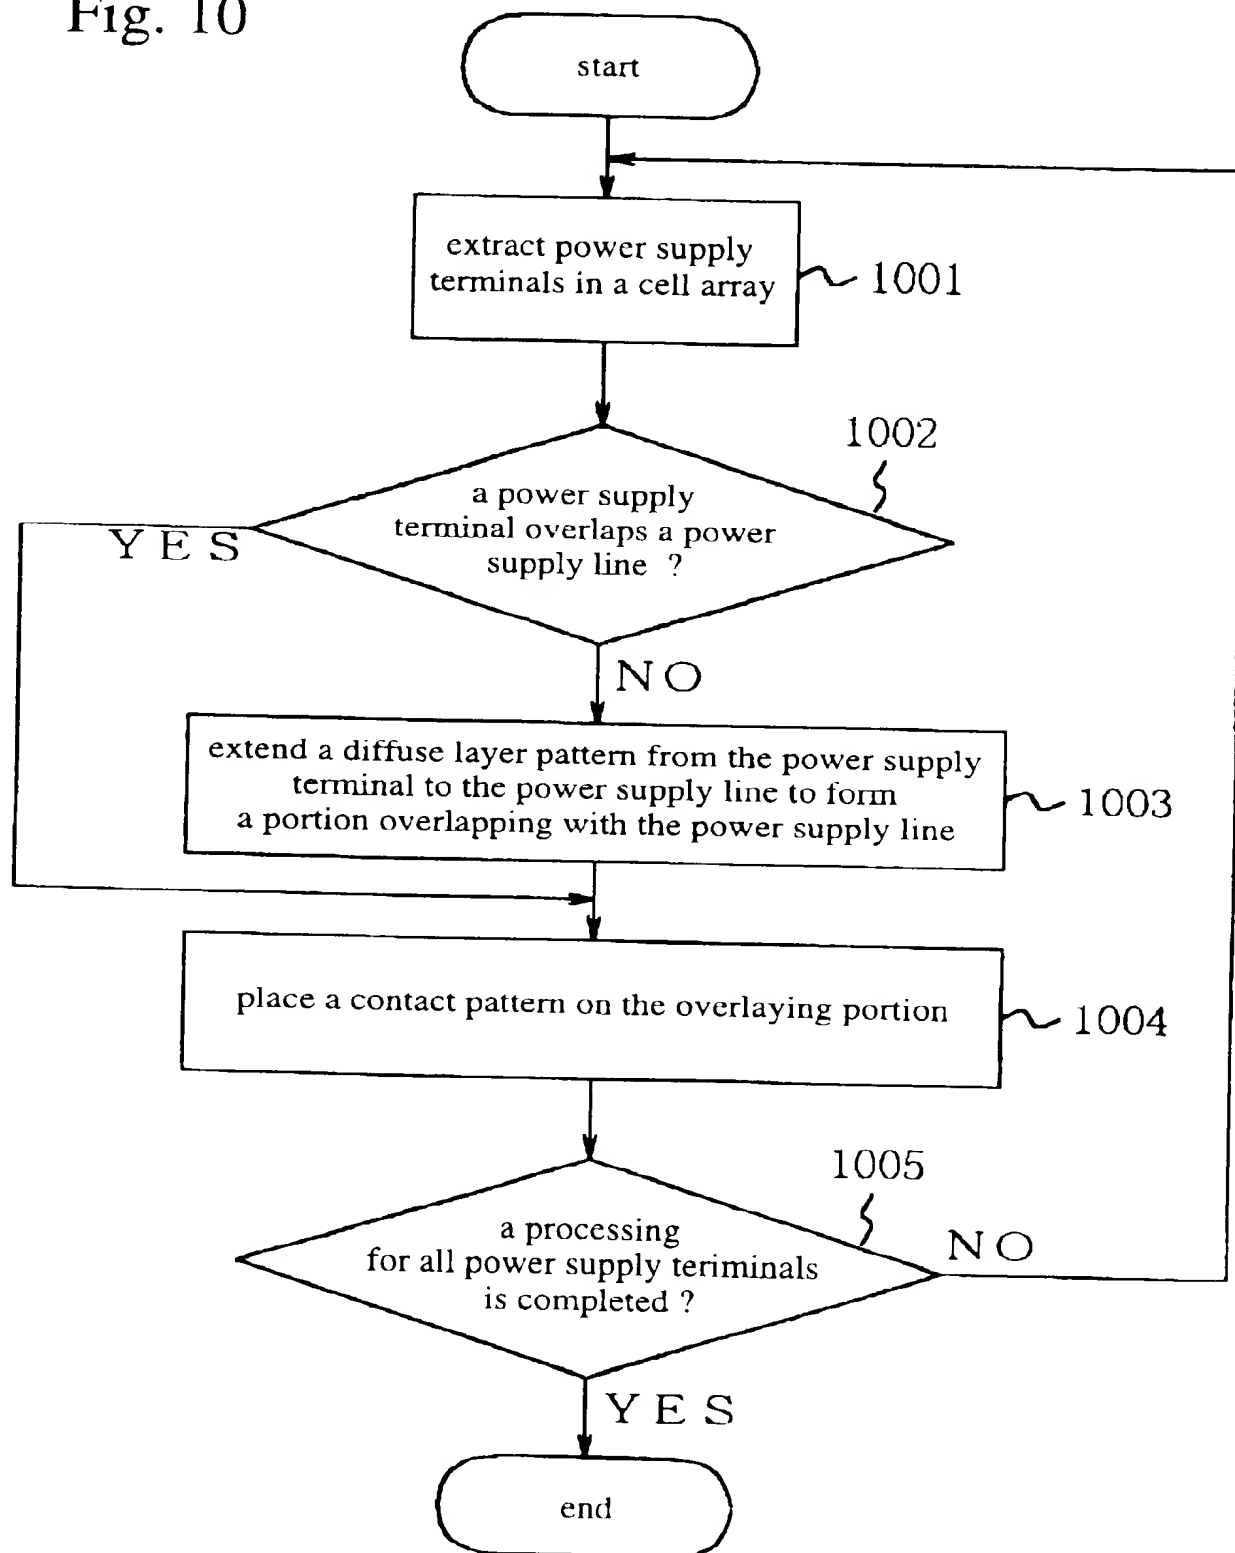 Fig. 10
start
extract power supply
terminals in a cell array
1001
1002
a power supply
terminal overlaps a power
supply line ?
YES
NO
extend a diffuse layer pattern from the power supply
terminal to the power supply line to form
a portion overlapping with the power supply line
1003
place a contact pattern on the overlaying portion
1004
1005
a processing
for all power supply teriminals
is completed ?
NO
YES
end